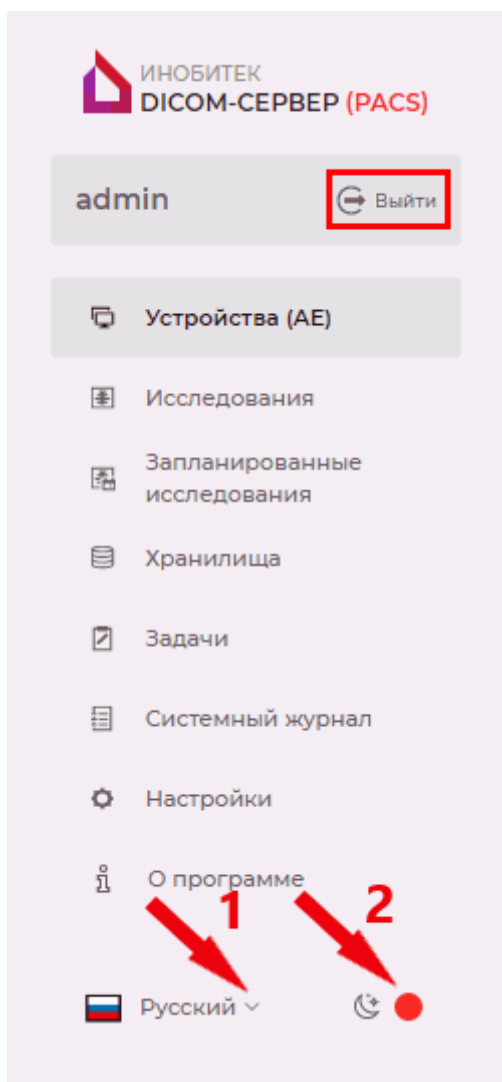 ИНОБИТЕК
DICOM-СЕРВЕР (PACS)
admin
Выйти
Устройства (AE)
Исследования
Запланированные
исследования
Хранилища
Задачи
Системный журнал
Настройки
О программе
1
2
Русский